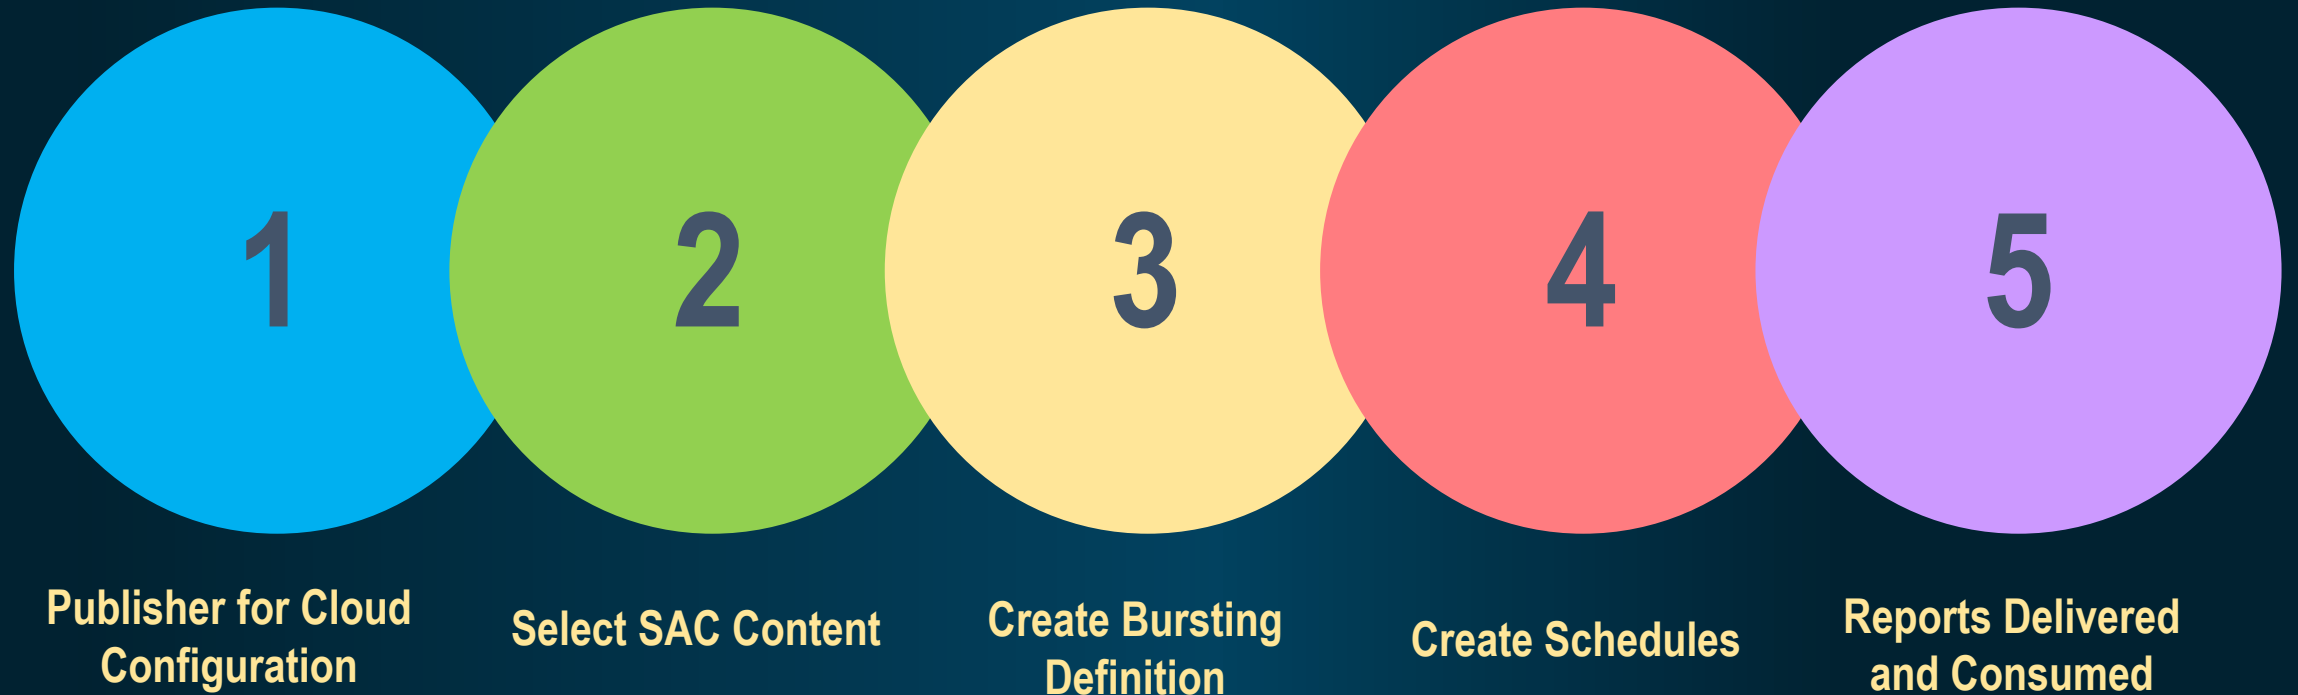 1
2
3
4
5
Publisher for Cloud
Configuration
Select SAC Content
Create Bursting
Definition
Create Schedules
Reports Delivered
and Consumed